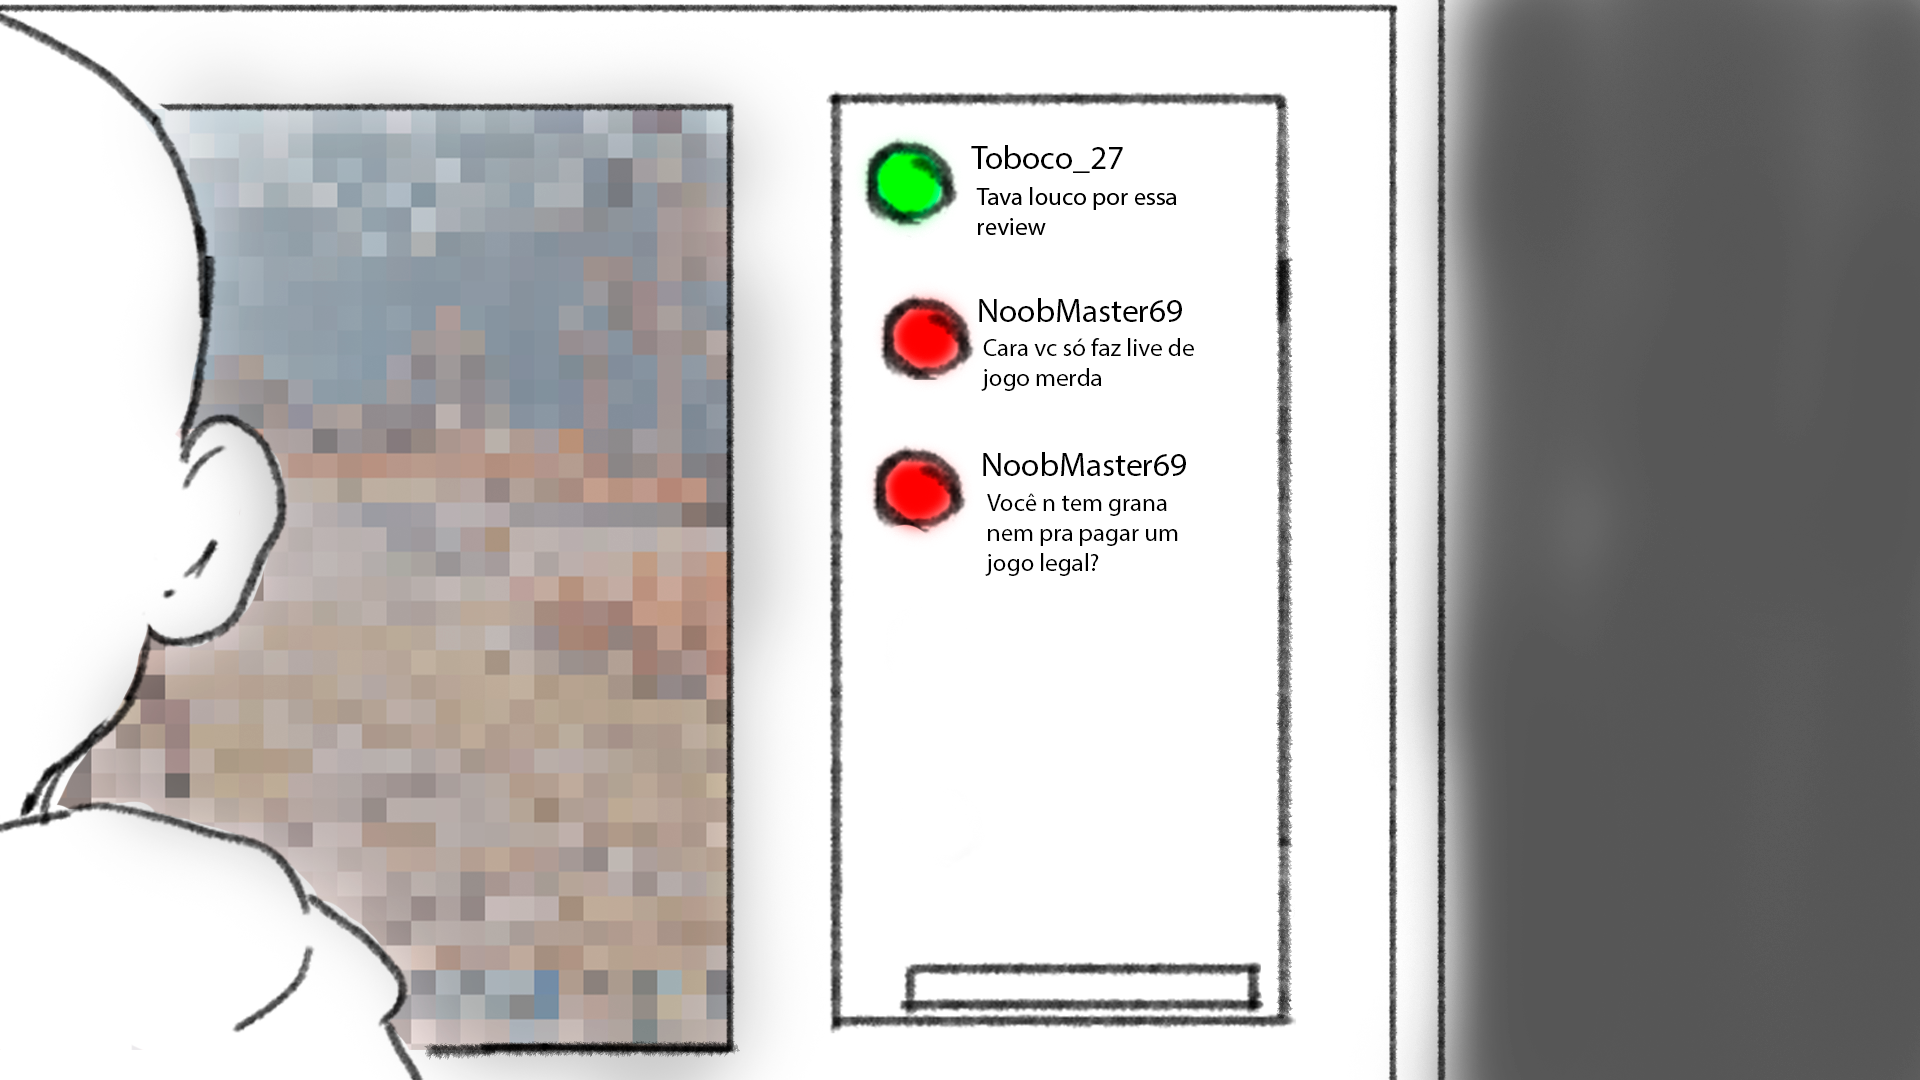 Toboco_27
Tava louco por essa
review
NoobMaster69
Cara vc só faz live de
jogo merda
NoobMaster69
Você n tem grana
nem pra pagar um
jogo legal?